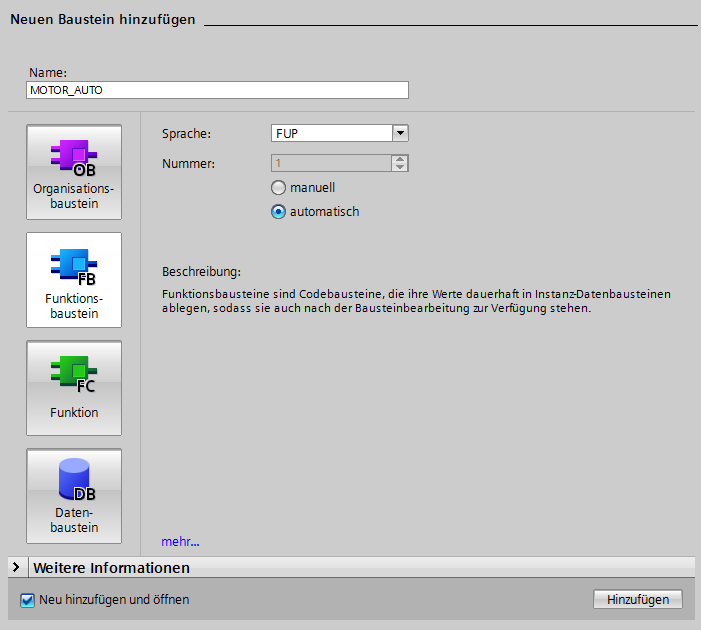 Neuen Baustein hinzufügen
Name:
MOTOR_AUTO
OB
Organisations-
baustein
FB
Funktions-
baustein
FC
Funktion
DB
Daten-
baustein
Sprache:
FUP
Nummer:
1
manuell
automatisch
Beschreibung:
Funktionsbausteine sind Codebausteine, die ihre Werte dauerhaft in Instanz-Datenbausteinen
ablegen, sodass sie auch nach der Bausteinbearbeitung zur Verfügung stehen.
mehr...
Weitere Informationen
Neu hinzufügen und öffnen
Hinzufügen